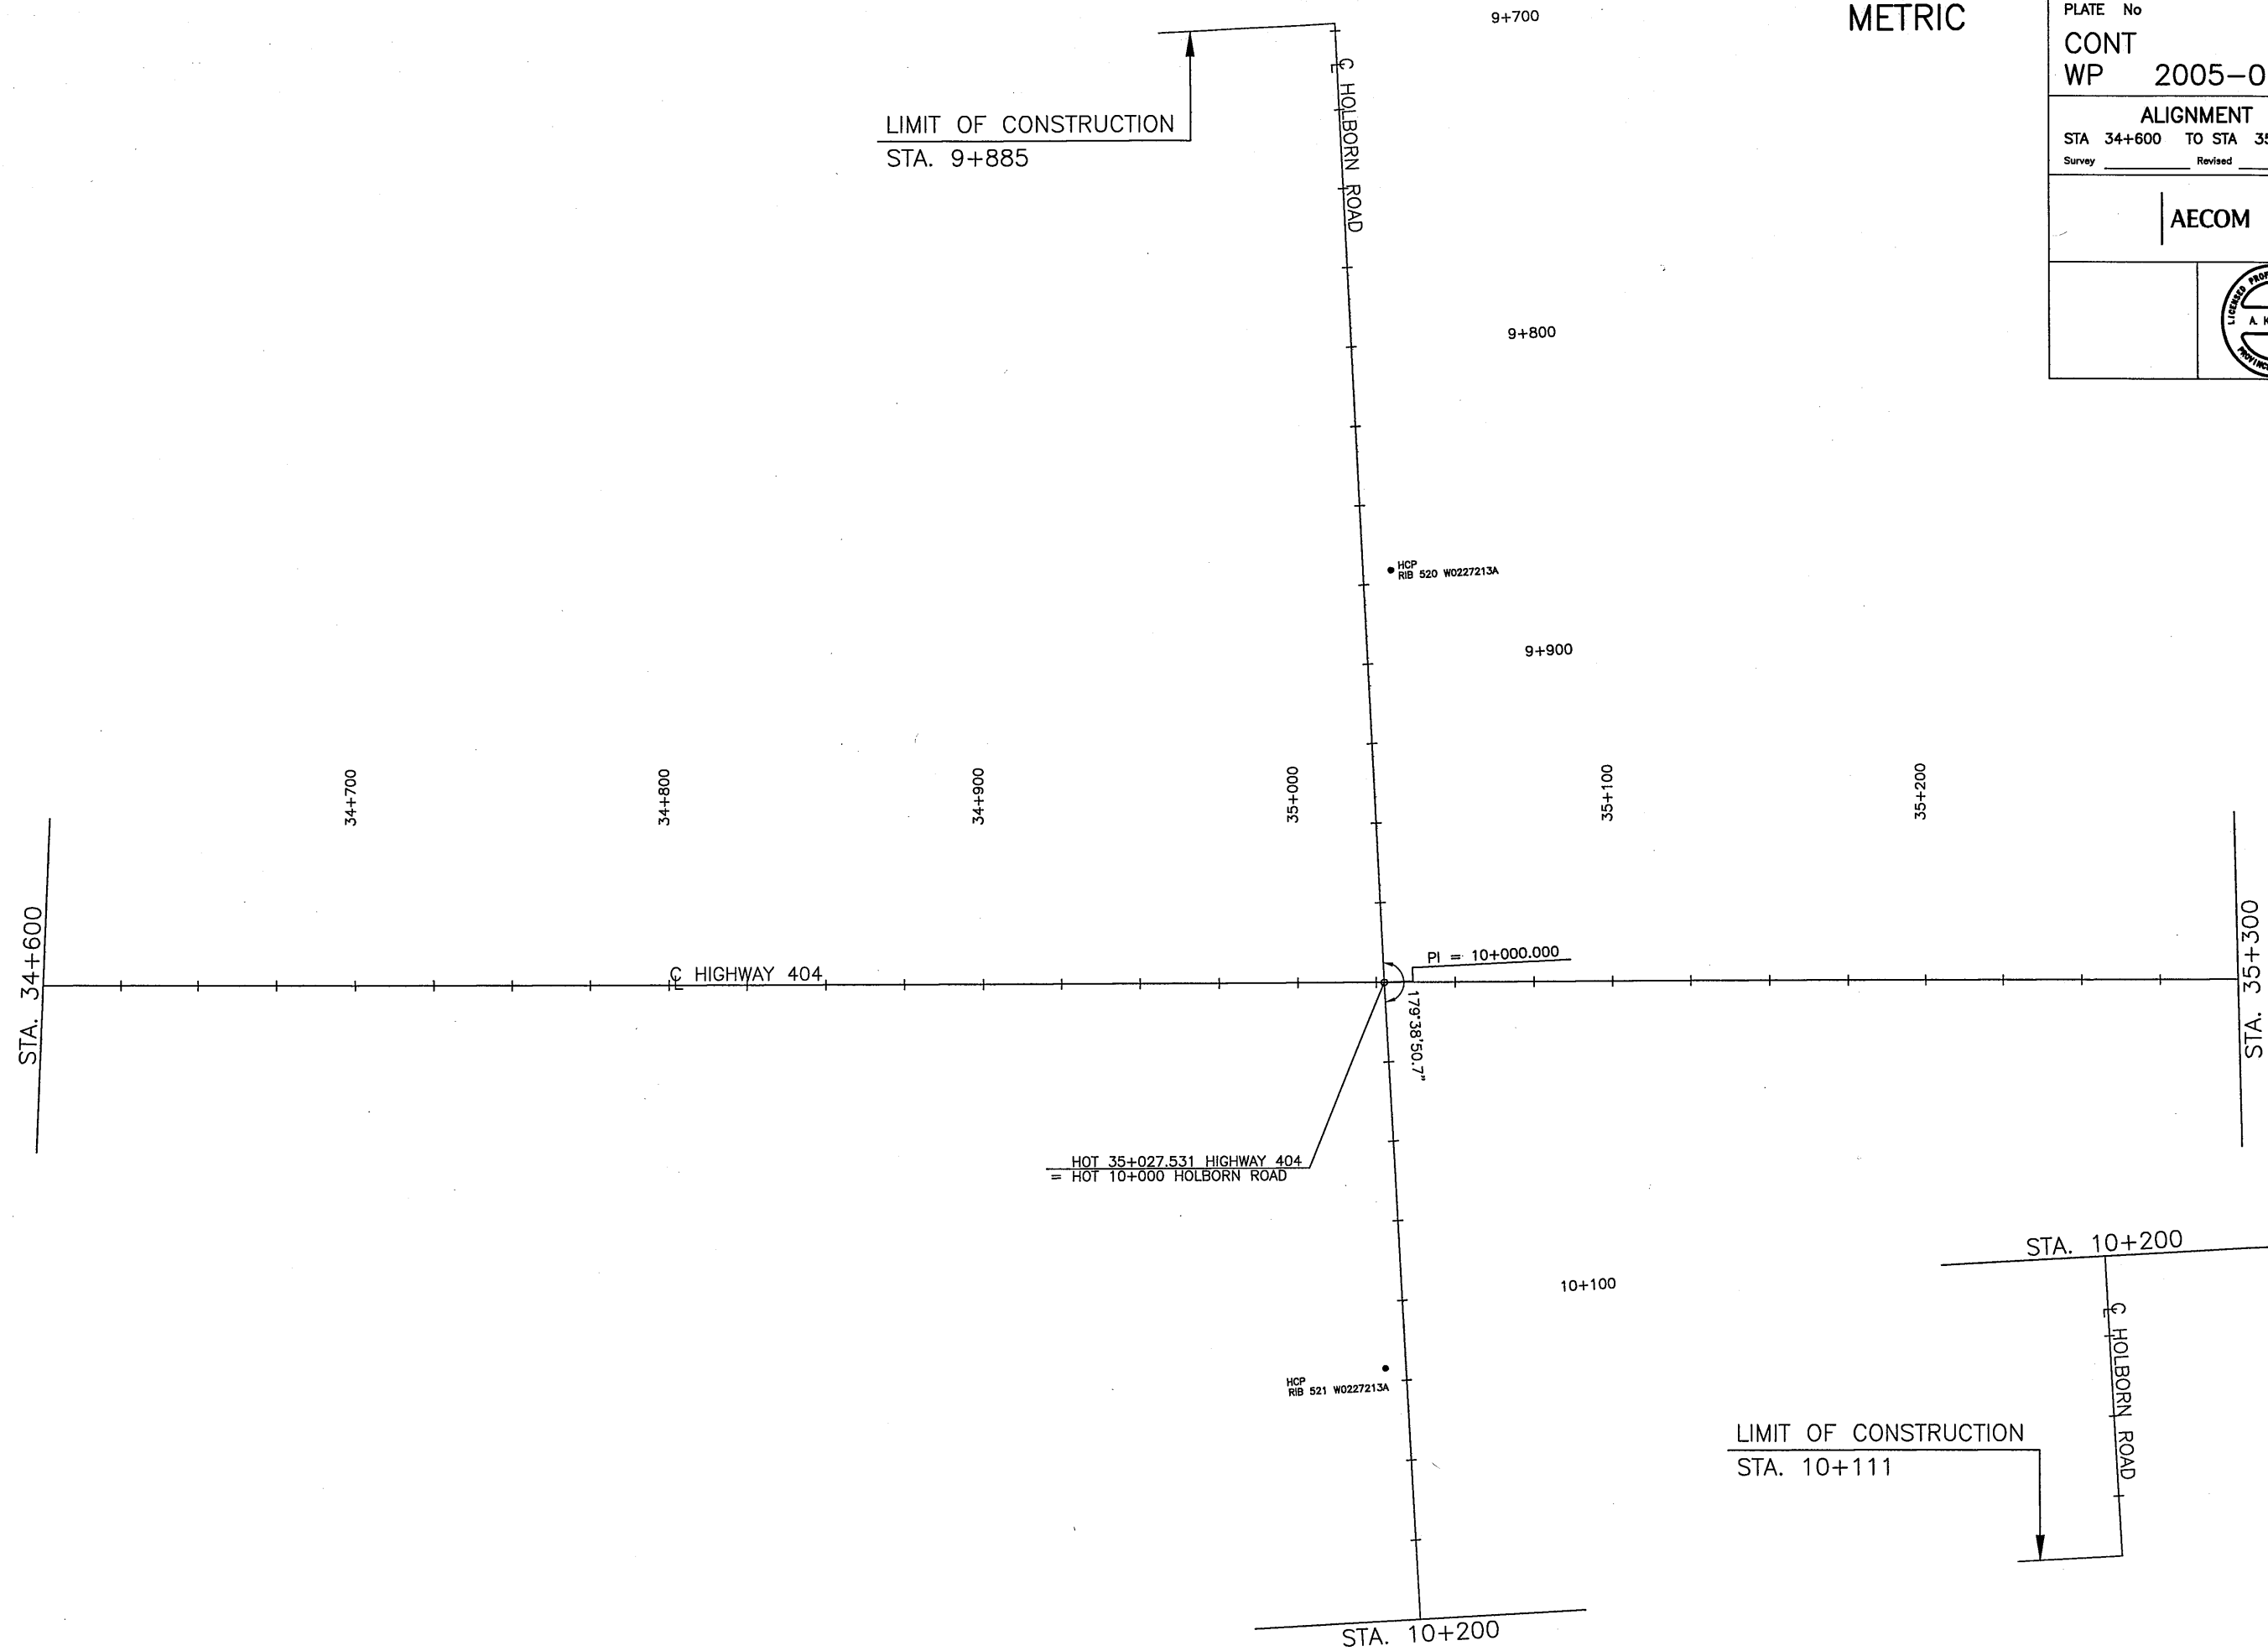 9+700
METRIC
PLATE No
CONT
WP 2005-0
ALIGNMENT
STA 34+600 TO STA 35
Survey Revised
AECOM
LICENSED PROF
A. K
PROVINCE
LIMIT OF CONSTRUCTION
STA. 9+885
℄ HOLBORN ROAD
9+800
HCP
RIB 520 W0227213A
9+900
34+700
34+800
34+900
35+000
35+100
35+200
STA. 34+600
℄ HIGHWAY 404
PI = 10+000.000
179°38'50.7"
STA. 35+300
HOT 35+027.531 HIGHWAY 404
= HOT 10+000 HOLBORN ROAD
10+100
HCP
RIB 521 W0227213A
STA. 10+200
STA. 10+200
℄ HOLBORN ROAD
LIMIT OF CONSTRUCTION
STA. 10+111